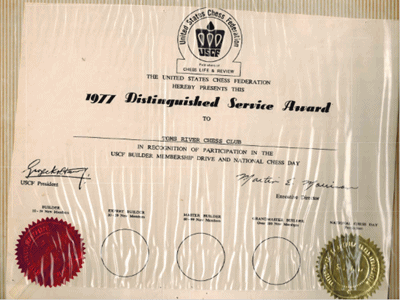 United States Chess Federation
USCF
CHESS LIFE & REVIEW
THE UNITED STATES CHESS FEDERATION
HEREBY PRESENTS THIS
1977 Distinguished Service Award
TO
TOMS RIVER CHESS CLUB
IN RECOGNITION OF PARTICIPATION IN THE
USCF BUILDER MEMBERSHIP DRIVE AND NATIONAL CHESS DAY
USCF President
Executive Director
BUILDER
EXPERT BUILDER
MASTER BUILDER
GRANDMASTER BUILDER
NATIONAL CHESS DAY